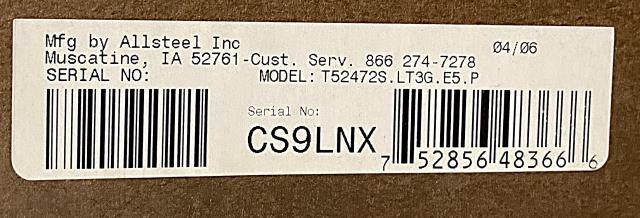 Mfg by Allsteel Inc 04/06
Muscatine, IA 52761-Cust. Serv. 866 274-7278
SERIAL NO: MODEL: T52472S.LT3G.E5.P
Serial No:
CS9LNX
7 52856 48366 6